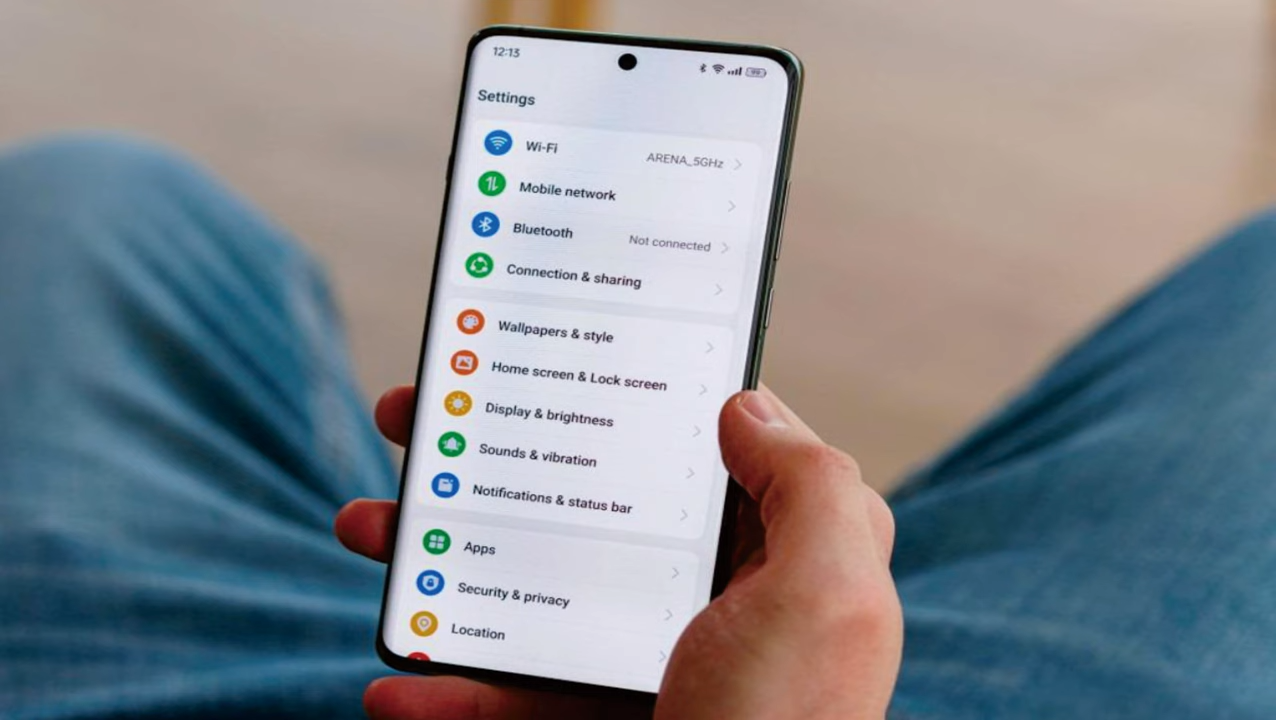 12:13
Settings
Wi-Fi ARENA_5GHz
Mobile network
Bluetooth Not connected
Connection & sharing
Wallpapers & style
Home screen & Lock screen
Display & brightness
Sounds & vibration
Notifications & status bar
Apps
Security & privacy
Location